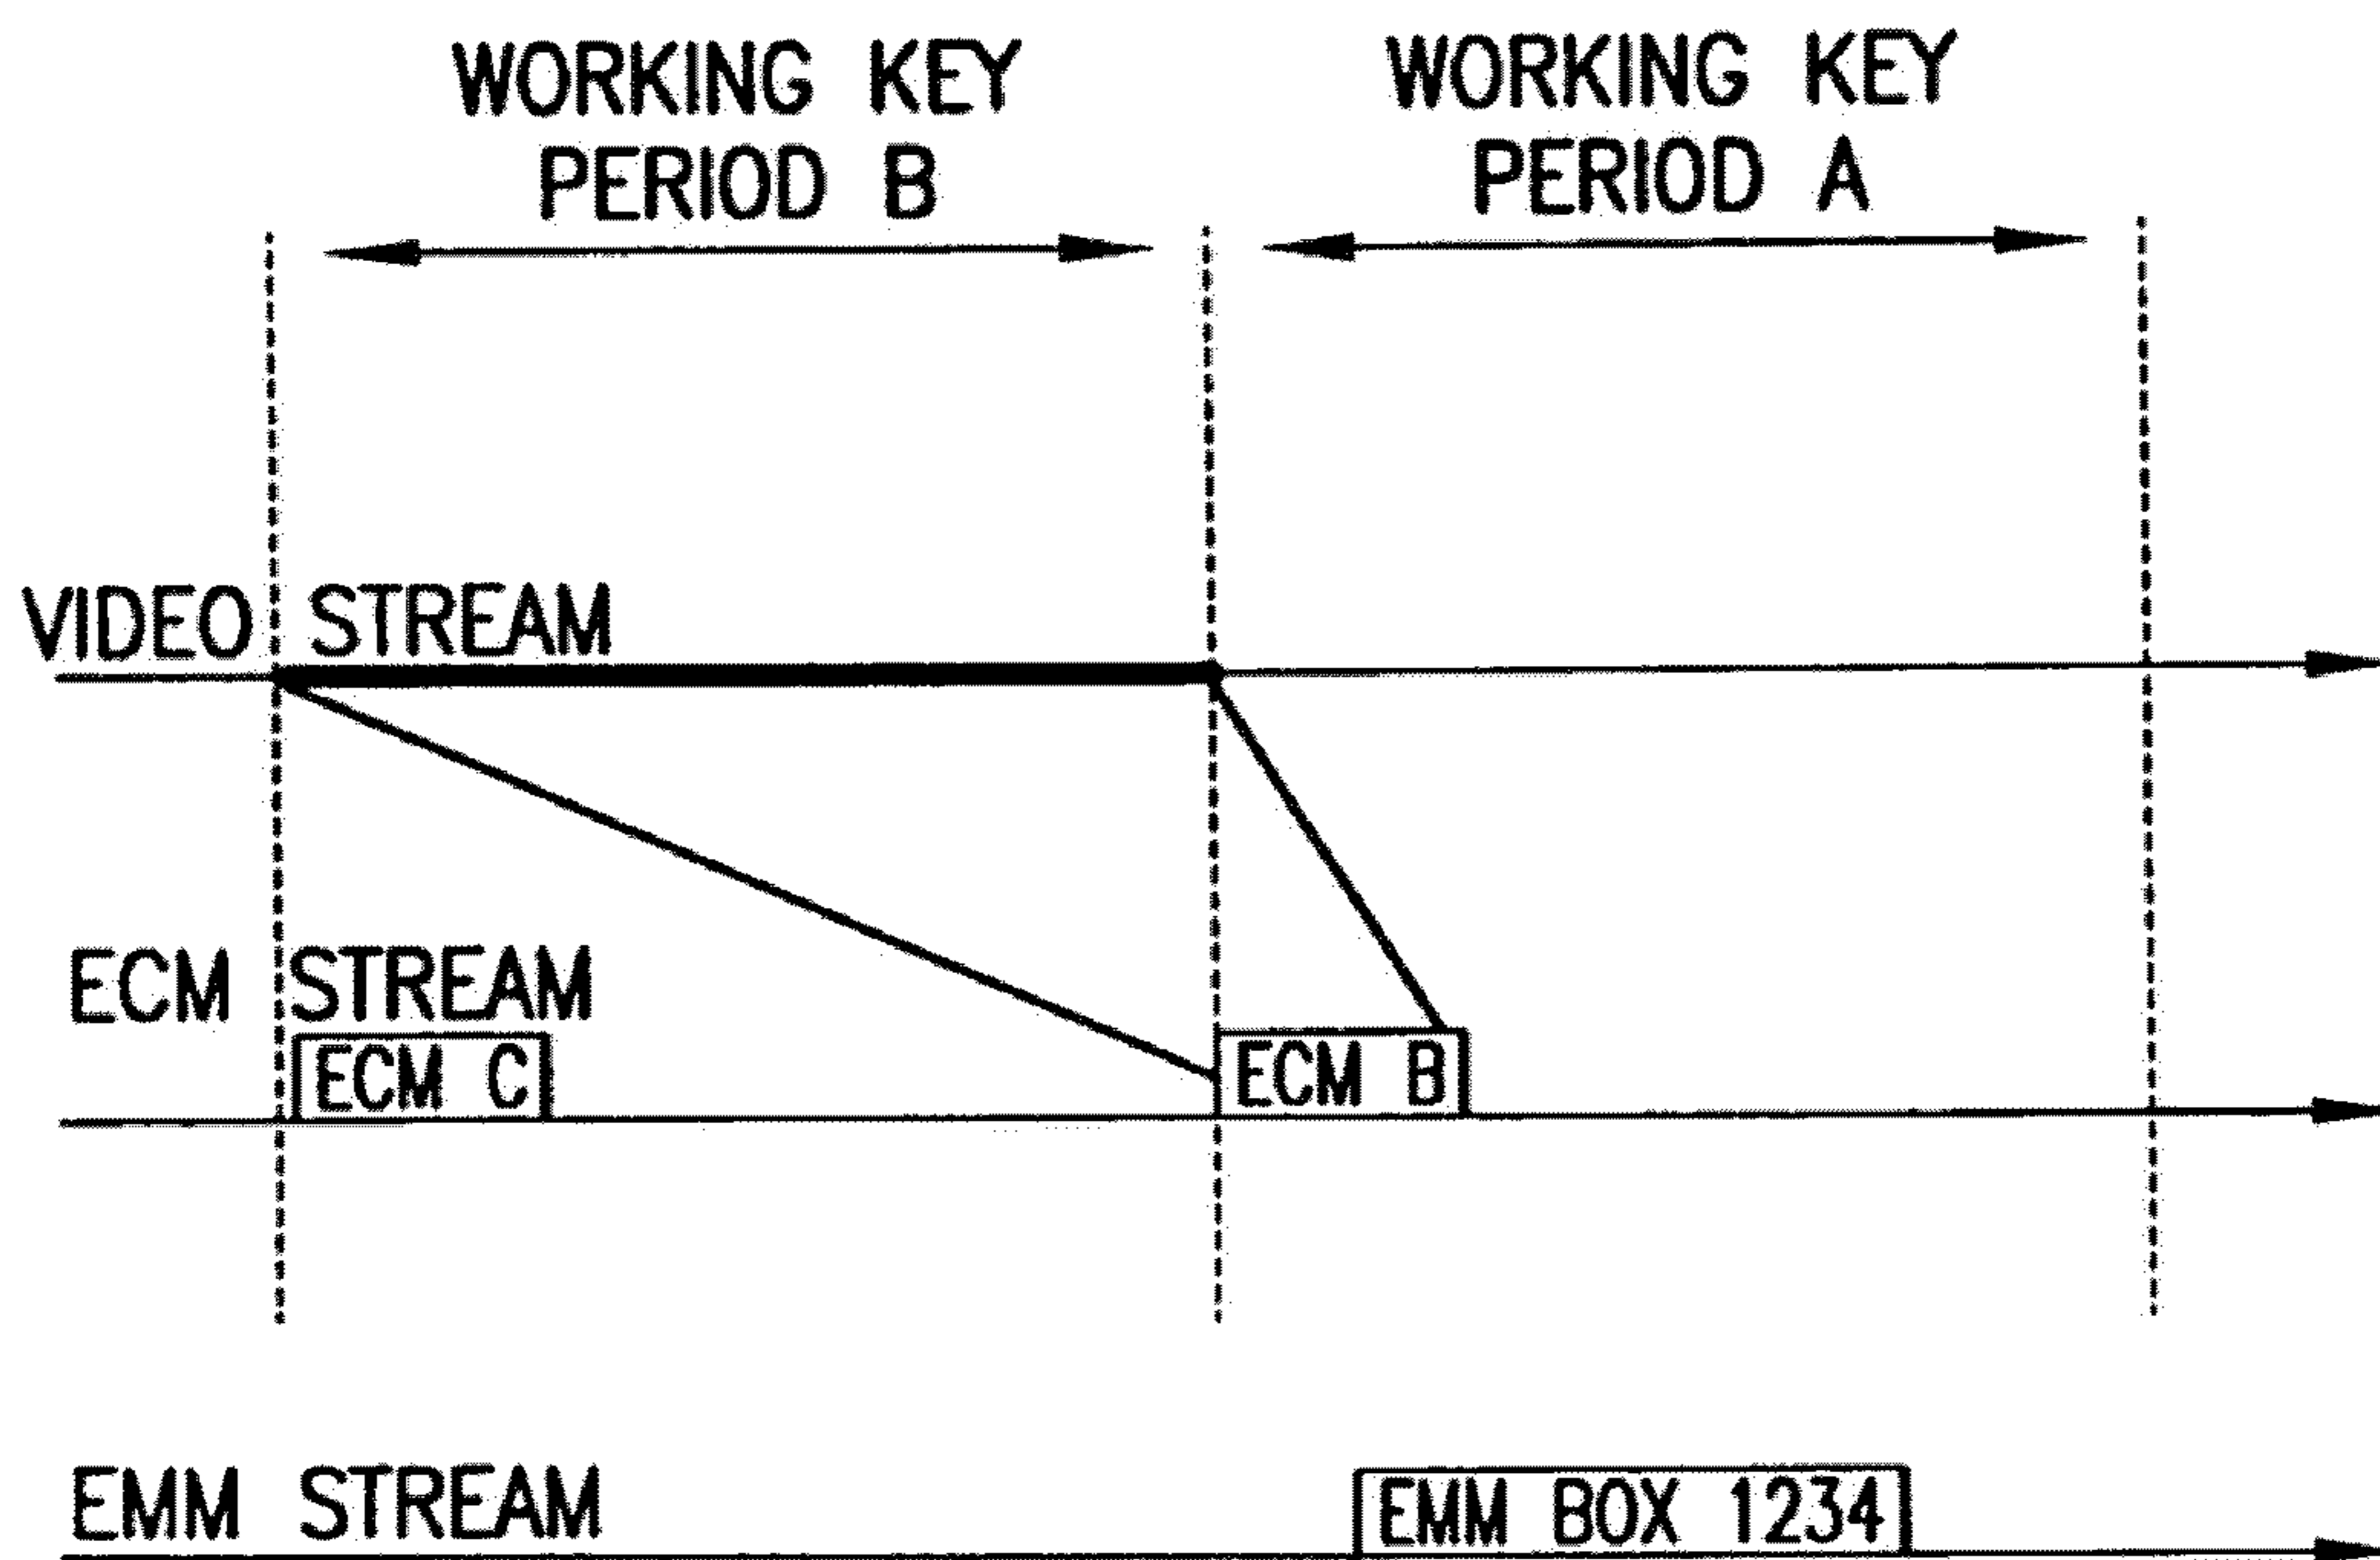 WORKING KEY
PERIOD B
WORKING KEY
PERIOD A
VIDEO STREAM
ECM STREAM
ECM C
ECM B
EMM STREAM
EMM BOX 1234